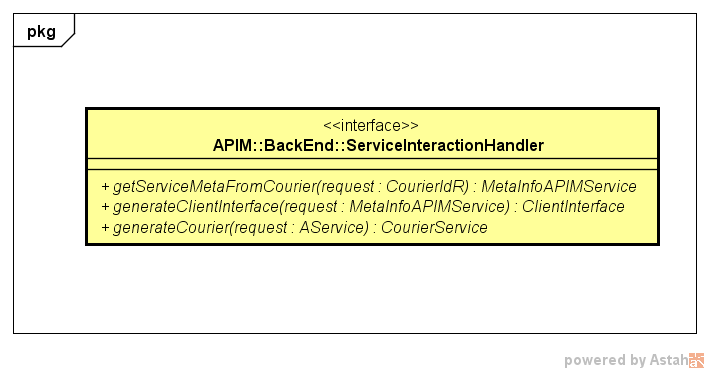 pkg
<<interface>>
APIM::BackEnd::ServiceInteractionHandler
+ getServiceMetaFromCourier(request : CourierIdR) : MetaInfoAPIMService
+ generateClientInterface(request : MetaInfoAPIMService) : ClientInterface
+ generateCourier(request : AService) : CourierService
powered by Astah